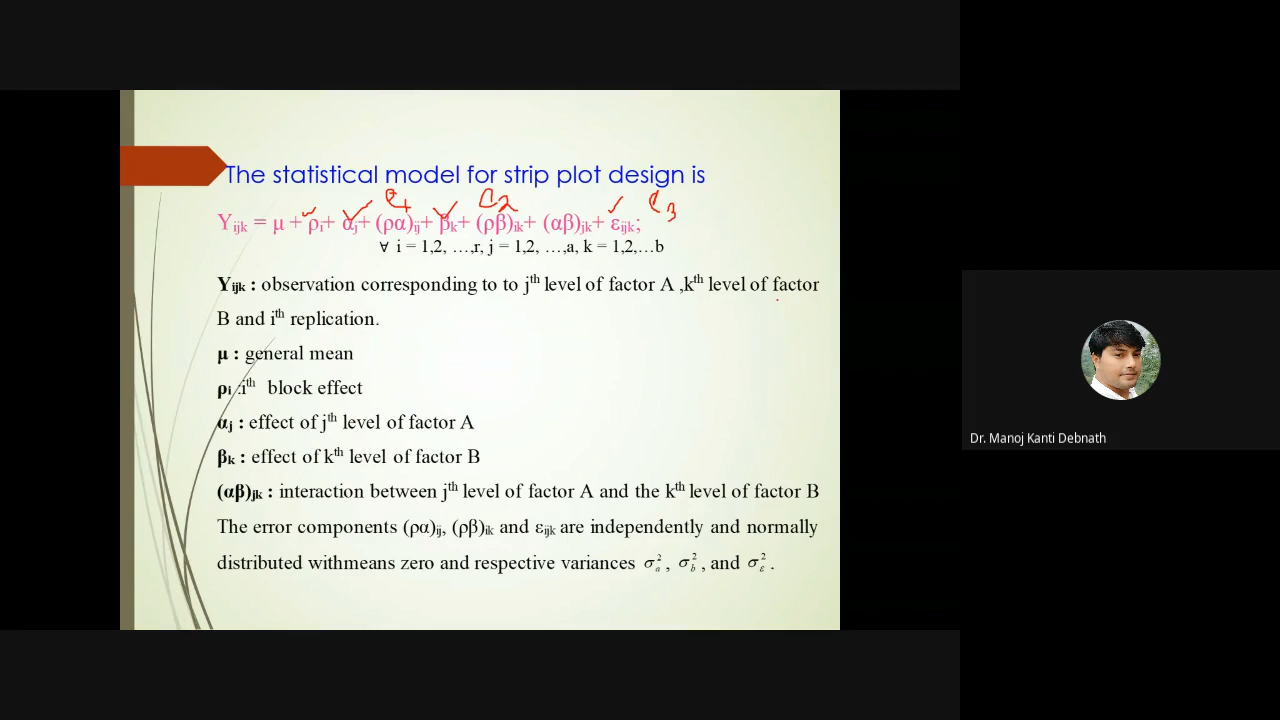 The statistical model for strip plot design is
e1 e2 e3
Yijk = μ + ρi+ αj+ (ρα)ij+ βk+ (ρβ)ik+ (αβ)jk+ εijk;
∀ i = 1,2, …,r, j = 1,2, …,a, k = 1,2,…b
Yijk : observation corresponding to to jth level of factor A ,kth level of factor
B and ith replication.
μ : general mean
ρi :ith block effect
αj : effect of jth level of factor A
βk : effect of kth level of factor B
(αβ)jk : interaction between jth level of factor A and the kth level of factor B
The error components (ρα)ij, (ρβ)ik and εijk are independently and normally
distributed withmeans zero and respective variances σa², σb², and σε².
Dr. Manoj Kanti Debnath